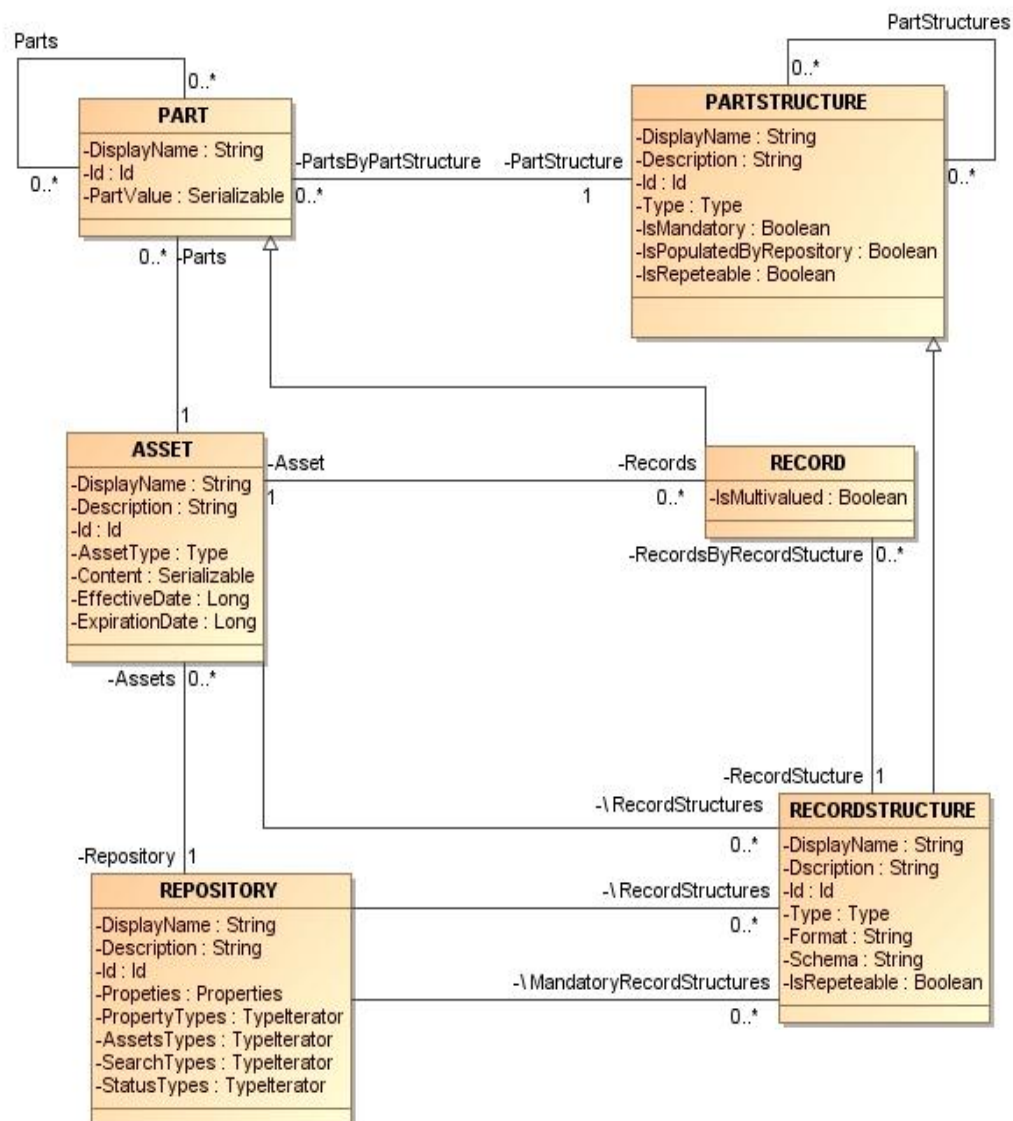 PartStructures
Parts
0..*
0..*
PART
-DisplayName : String
-Id : Id
-PartValue : Serializable
0..*
-PartsByPartStructure
0..*
-PartStructure
1
PARTSTRUCTURE
-DisplayName : String
-Description : String
-Id : Id
-Type : Type
-IsMandatory : Boolean
-IsPopulatedByRepository : Boolean
-IsRepeteable : Boolean
0..*
0..* -Parts
1
ASSET
-DisplayName : String
-Description : String
-Id : Id
-AssetType : Type
-Content : Serializable
-EffectiveDate : Long
-ExpirationDate : Long
-Asset
1
-Records
0..*
RECORD
-IsMultivalued : Boolean
-RecordsByRecordStucture 0..*
-Assets 0..*
-RecordStucture 1
-\ RecordStructures
0..*
RECORDSTRUCTURE
-DisplayName : String
-Dscription : String
-Id : Id
-Type : Type
-Format : String
-Schema : String
-IsRepeteable : Boolean
-Repository 1
REPOSITORY
-DisplayName : String
-Description : String
-Id : Id
-Propeties : Properties
-PropertyTypes : TypeIterator
-AssetsTypes : TypeIterator
-SearchTypes : TypeIterator
-StatusTypes : TypeIterator
-\ RecordStructures
0..*
-\ MandatoryRecordStructures
0..*